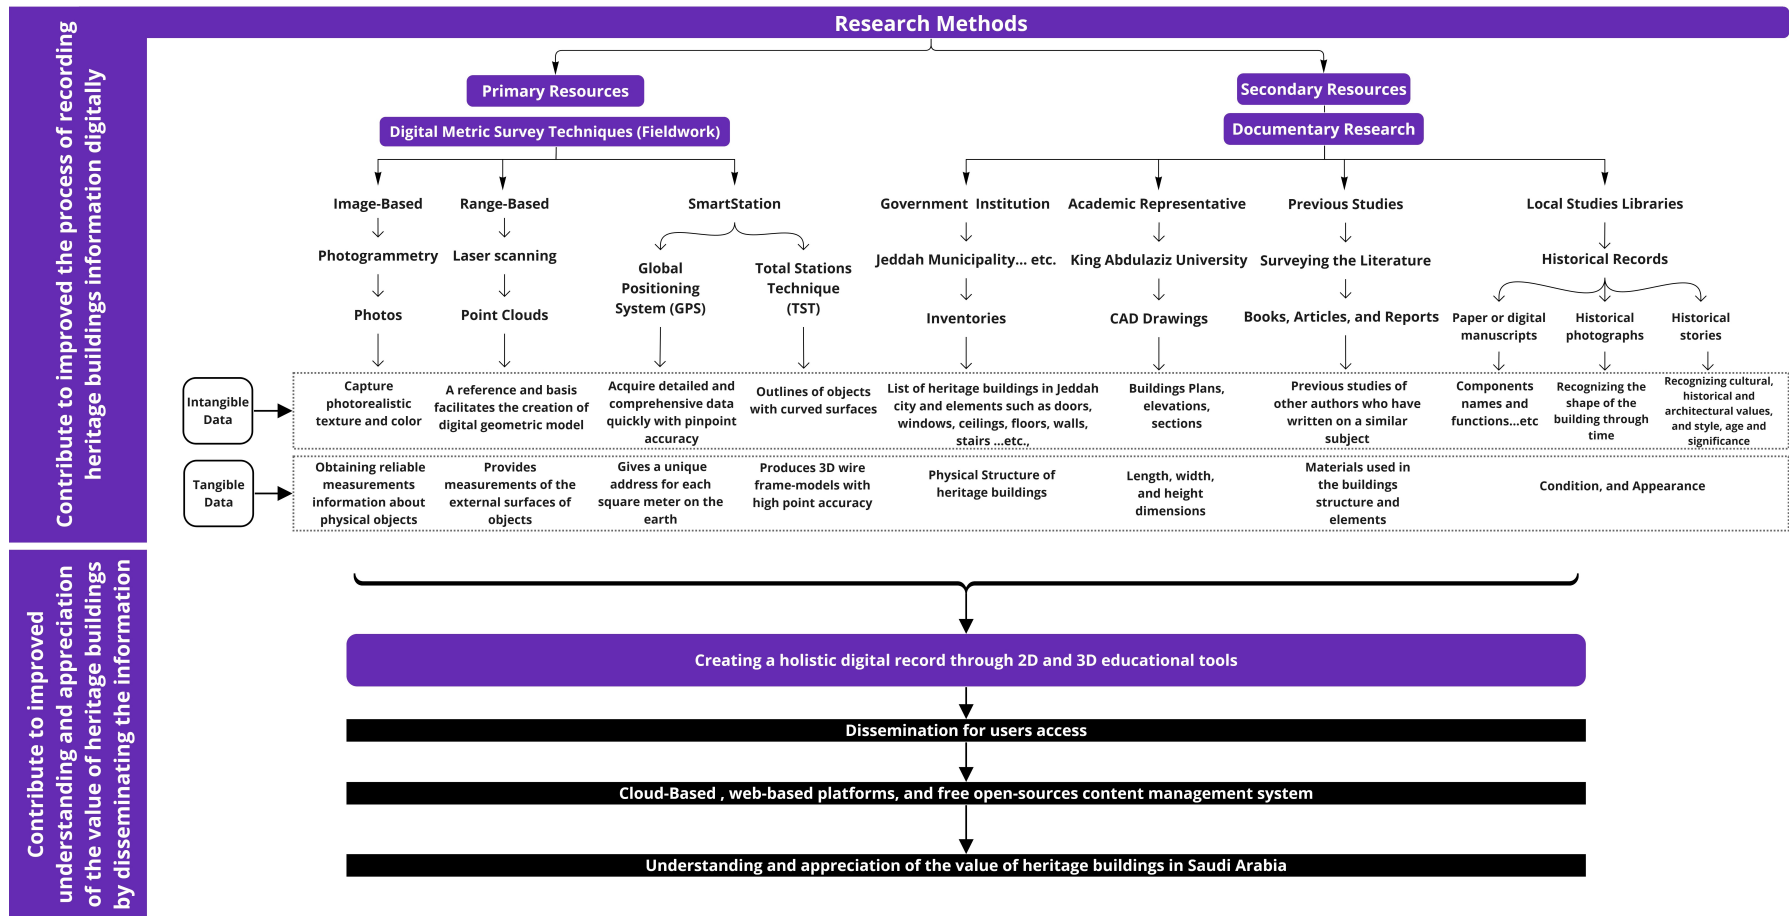 Research Methods
Contribute to improved the process of recording
heritage buildings information digitally
Primary Resources
Secondary Resources
Digital Metric Survey Techniques (Fieldwork)
Documentary Research
Image-Based
Range-Based
SmartStation
Government Institution
Academic Representative
Previous Studies
Local Studies Libraries
Photogrammetry
Laser scanning
Global
Positioning
System (GPS)
Total Stations
Technique
(TST)
Jeddah Municipality... etc.
King Abdulaziz University
Surveying the Literature
Historical Records
Photos
Point Clouds
Inventories
CAD Drawings
Books, Articles, and Reports
Paper or digital
manuscripts
Historical
photographs
Historical
stories
Intangible
Data
Capture
photorealistic
texture and color
A reference and basis
facilitates the creation of
digital geometric model
Acquire detailed and
comprehensive data
quickly with pinpoint
accuracy
Outlines of objects
with curved surfaces
List of heritage buildings in Jeddah
city and elements such as doors,
windows, ceilings, floors, walls,
stairs ...etc.,
Buildings Plans,
elevations,
sections
Previous studies of
other authors who have
written on a similar
subject
Components
names and
functions...etc
Recognizing the
shape of the
building through
time
Recognizing cultural,
historical and
architectural values,
and style, age and
significance
Tangible
Data
Obtaining reliable
measurements
information about
physical objects
Provides
measurements of the
external surfaces of
objects
Gives a unique
address for each
square meter on the
earth
Produces 3D wire
frame-models with
high point accuracy
Physical Structure of
heritage buildings
Length, width,
and height
dimensions
Materials used in
the buildings
structure and
elements
Condition, and Appearance
Contribute to improved
understanding and appreciation
of the value of heritage buildings
by disseminating the information
Creating a holistic digital record through 2D and 3D educational tools
Dissemination for users access
Cloud-Based , web-based platforms, and free open-sources content management system
Understanding and appreciation of the value of heritage buildings in Saudi Arabia